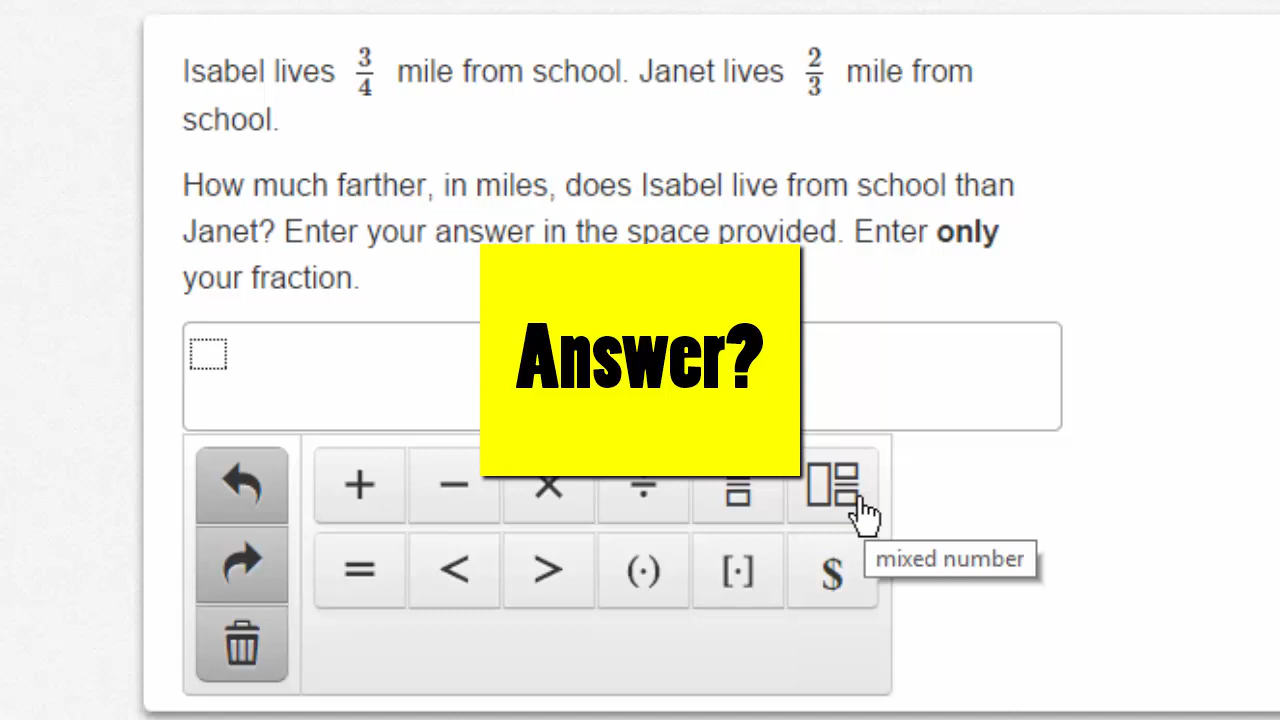 Isabel lives 3/4 mile from school. Janet lives 2/3 mile from
school.
How much farther, in miles, does Isabel live from school than
Janet? Enter your answer in the space provided. Enter only
your fraction.
Answer?
+ − × ÷
mixed number
= < > (·) [·] $